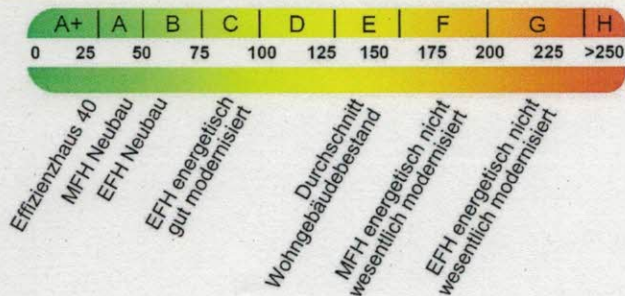 A+ A B C D E F G H
0 25 50 75 100 125 150 175 200 225 >250
Effizienzhaus 40
MFH Neubau
EFH Neubau
EFH energetisch
gut modernisiert
Durchschnitt
Wohngebäudebestand
MFH energetisch nicht
wesentlich modernisiert
EFH energetisch nicht
wesentlich modernisiert